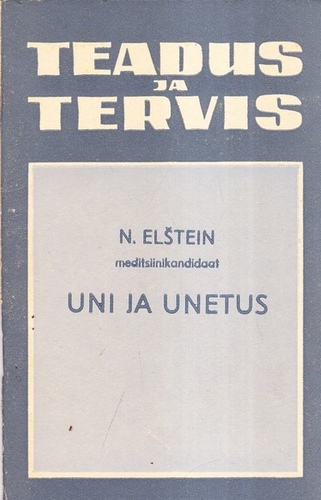 TEADUS
JA
TERVIS
N. ELŠTEIN
meditsiinikandidaat
UNI JA UNETUS